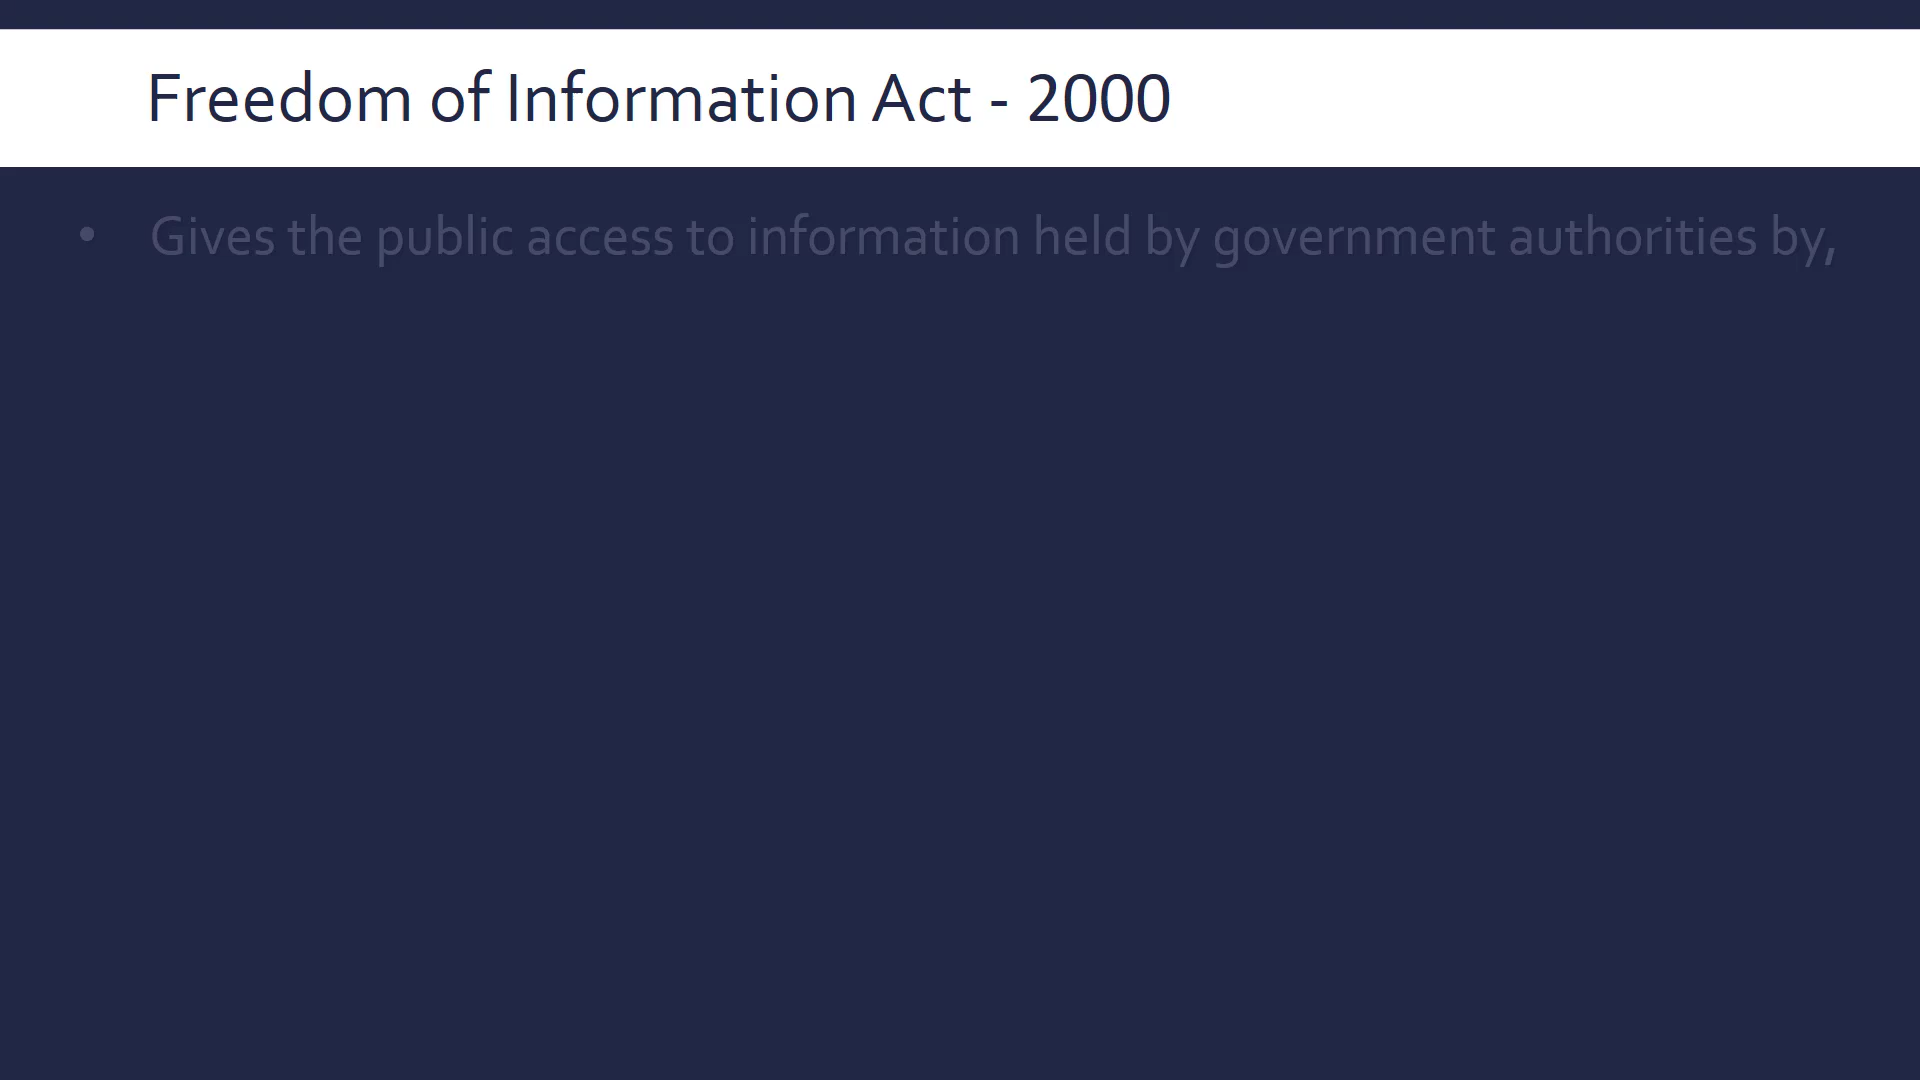 Freedom of Information Act - 2000
• Gives the public access to information held by government authorities by,